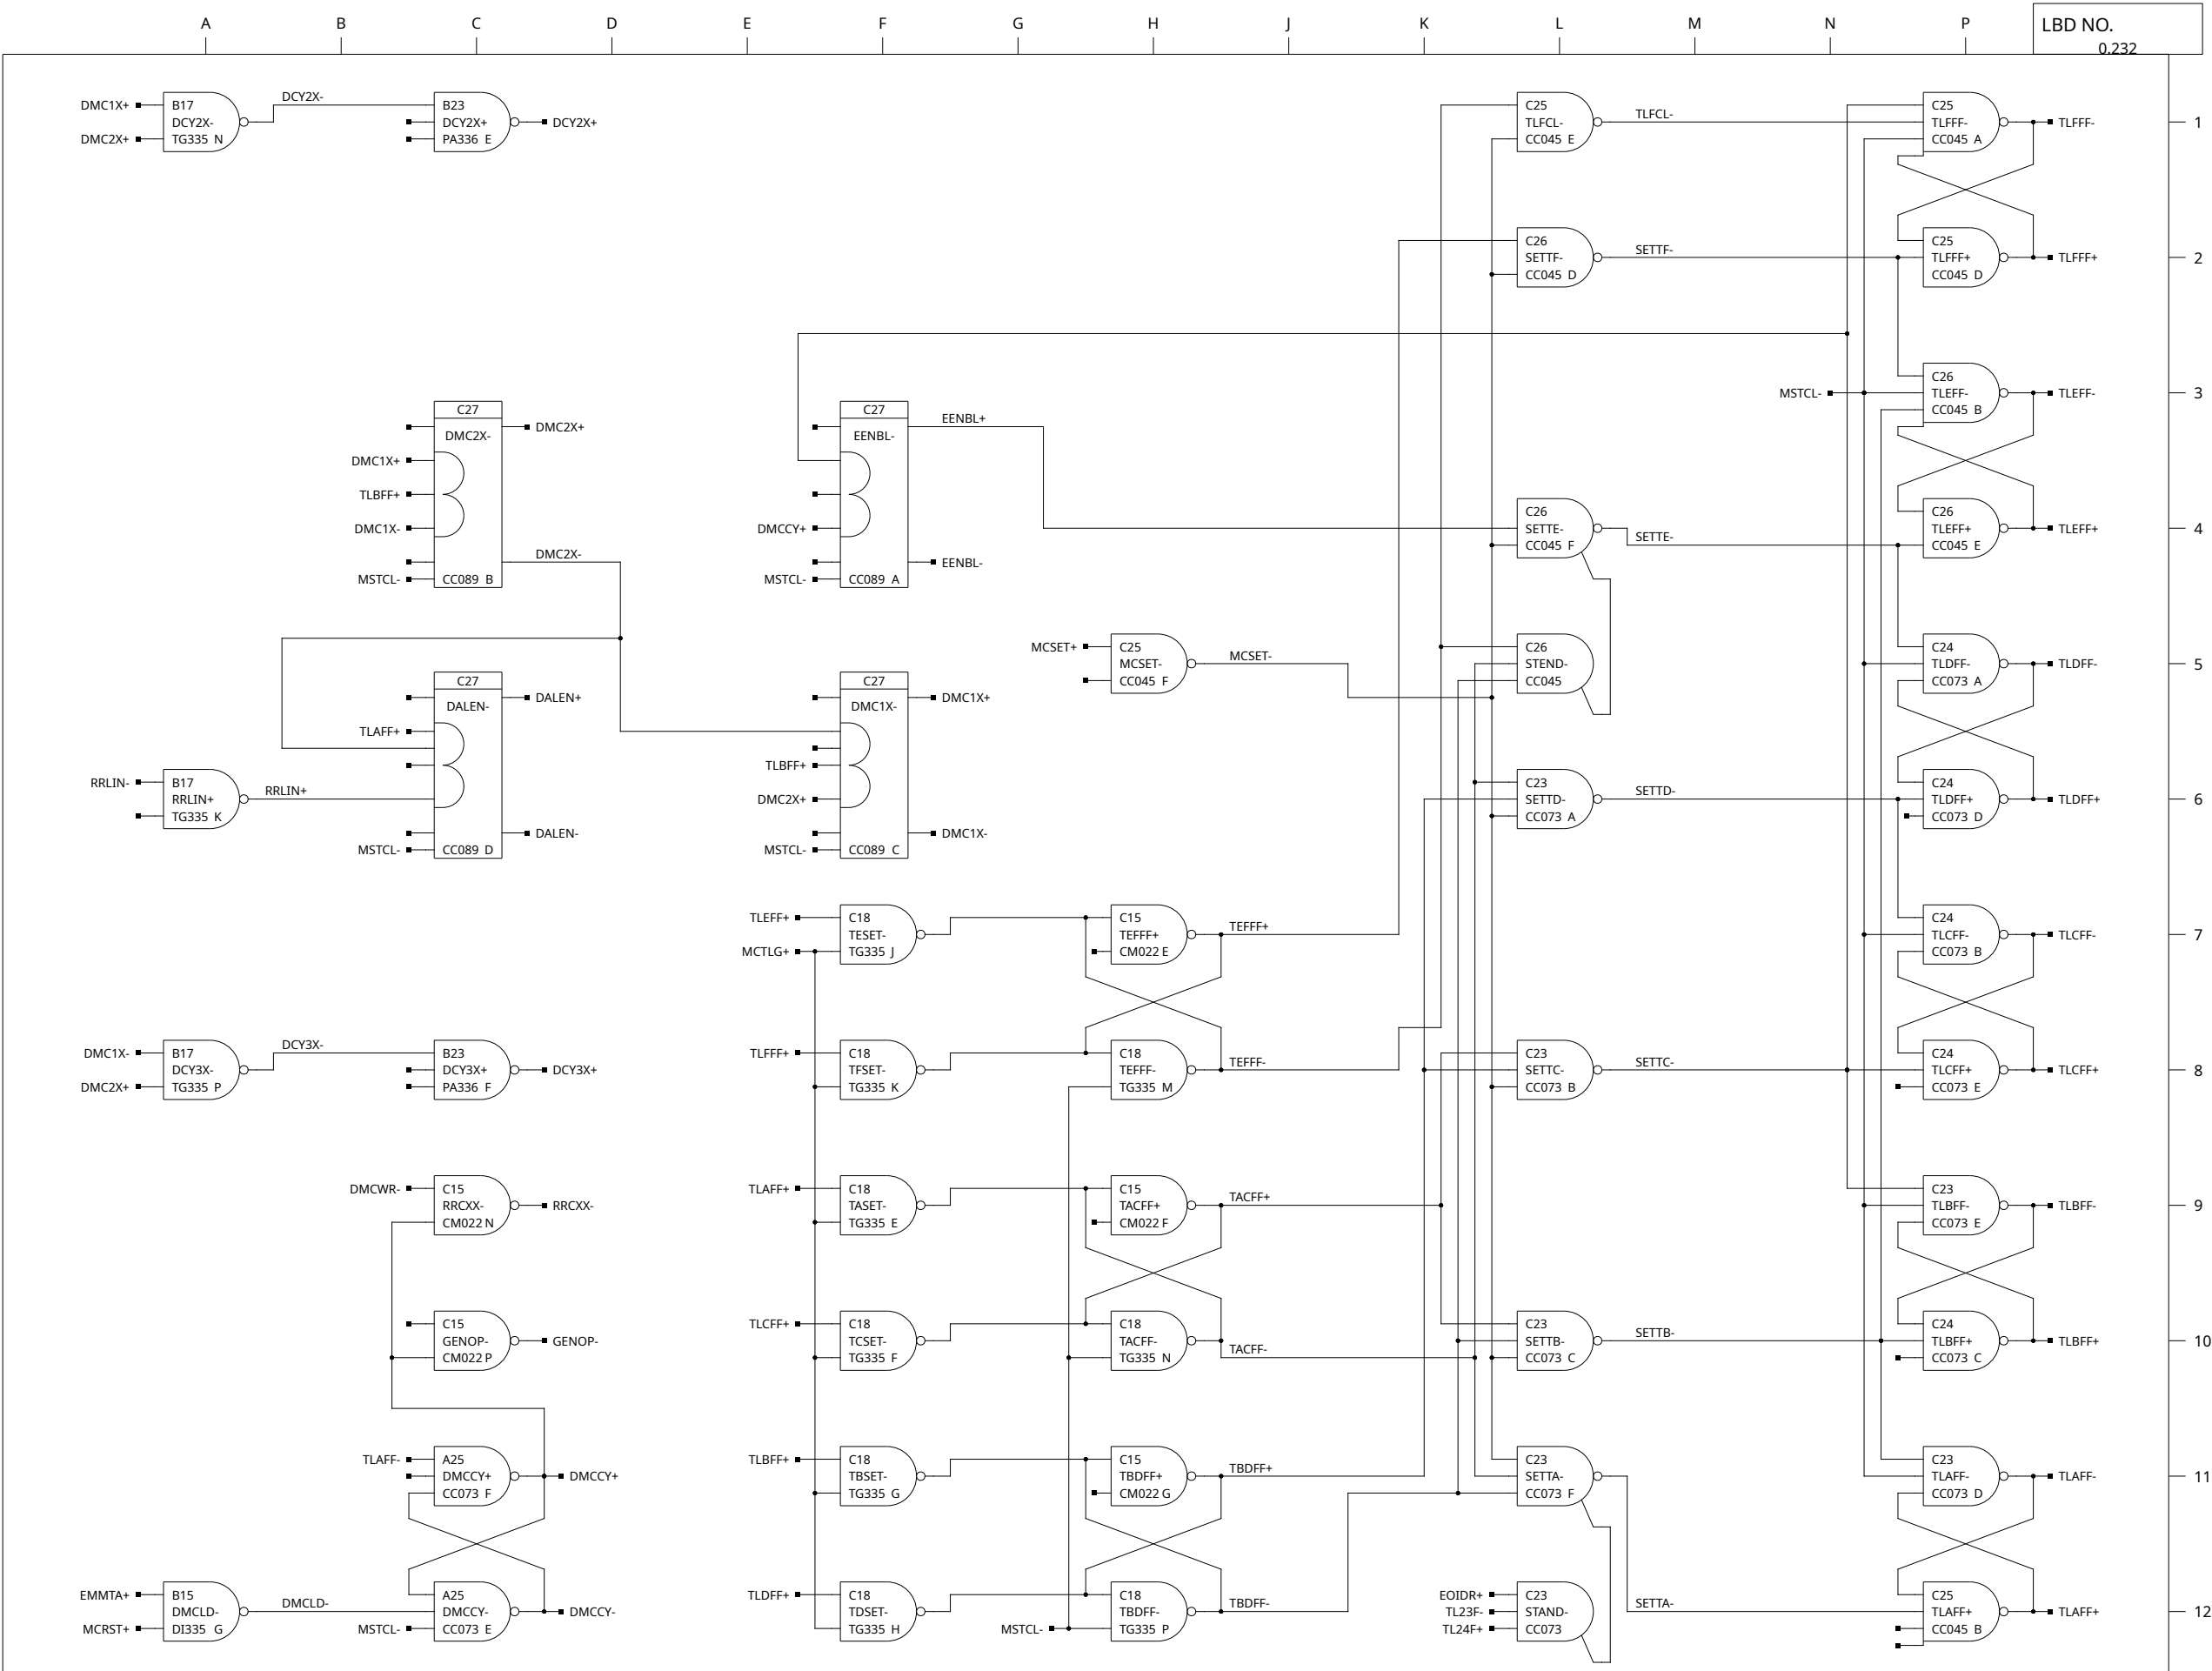 A B C D E F G H J K L M N P
LBD NO.
0.232
DMC1X+
DMC2X+
B17
DCY2X-
TG335 N
DCY2X-
B23
DCY2X+
PA336 E
DCY2X+
C25
TLFCL-
CC045 E
TLFCL-
C25
TLFFF-
CC045 A
TLFFF-
1
C26
SETTF-
CC045 D
SETTF-
C25
TLFFF+
CC045 D
TLFFF+
2
C27
DMC2X-
CC089 B
DMC1X+
TLBFF+
DMC1X-
MSTCL-
DMC2X+
DMC2X-
C27
EENBL-
CC089 A
DMCCY+
MSTCL-
EENBL+
EENBL-
MSTCL-
C26
TLEFF-
CC045 B
TLEFF-
3
C26
SETTE-
CC045 F
SETTE-
C26
TLEFF+
CC045 E
TLEFF+
4
MCSET+
C25
MCSET-
CC045 F
MCSET-
C26
STEND-
CC045
C24
TLDFF-
CC073 A
TLDFF-
5
RRLIN-
B17
RRLIN+
TG335 K
RRLIN+
C27
DALEN-
CC089 D
TLAFF+
MSTCL-
DALEN+
DALEN-
C27
DMC1X-
CC089 C
TLBFF+
DMC2X+
MSTCL-
DMC1X+
DMC1X-
C23
SETTD-
CC073 A
SETTD-
C24
TLDFF+
CC073 D
TLDFF+
6
TLEFF+
MCTLG+
C18
TESET-
TG335 J
C15
TEFFF+
CM022 E
TEFFF+
C24
TLCFF-
CC073 B
TLCFF-
7
DMC1X-
DMC2X+
B17
DCY3X-
TG335 P
DCY3X-
B23
DCY3X+
PA336 F
DCY3X+
TLFFF+
C18
TFSET-
TG335 K
C18
TEFFF-
TG335 M
TEFFF-
C23
SETTC-
CC073 B
SETTC-
C24
TLCFF+
CC073 E
TLCFF+
8
DMCWR-
C15
RRCXX-
CM022 N
RRCXX-
TLAFF+
C18
TASET-
TG335 E
C15
TACFF+
CM022 F
TACFF+
C23
TLBFF-
CC073 E
TLBFF-
9
C15
GENOP-
CM022 P
GENOP-
TLCFF+
C18
TCSET-
TG335 F
C18
TACFF-
TG335 N
TACFF-
C23
SETTB-
CC073 C
SETTB-
C24
TLBFF+
CC073 C
TLBFF+
10
TLAFF-
A25
DMCCY+
CC073 F
DMCCY+
TLBFF+
C18
TBSET-
TG335 G
C15
TBDFF+
CM022 G
TBDFF+
C23
SETTA-
CC073 F
C23
TLAFF-
CC073 D
TLAFF-
11
EMMTA+
MCRST+
B15
DMCLD-
DI335 G
DMCLD-
MSTCL-
A25
DMCCY-
CC073 E
DMCCY-
TLDFF+
C18
TDSET-
TG335 H
MSTCL-
C18
TBDFF-
TG335 P
TBDFF-
EOIDR+
TL23F-
TL24F+
C23
STAND-
CC073
SETTA-
C25
TLAFF+
CC045 B
TLAFF+
12